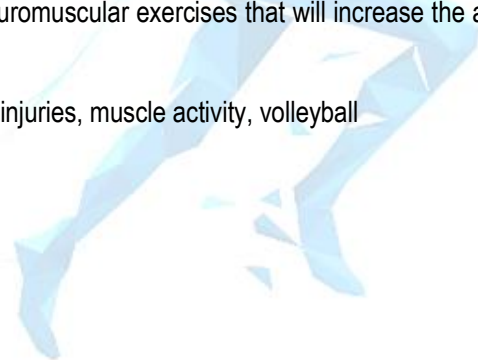 uromuscular exercises that will increase the a
injuries, muscle activity, volleyball